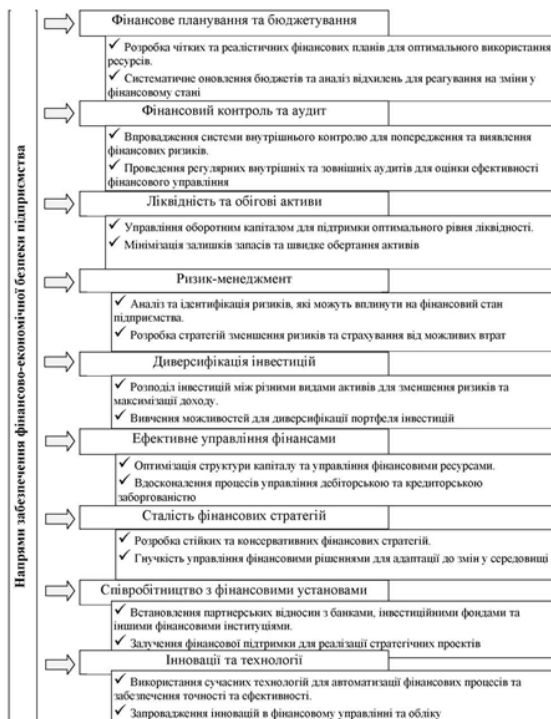 Напрями забезпечення фінансово-економічної безпеки підприємства
Фінансове планування та бюджетування
✓ Розробка чітких та реалістичних фінансових планів для оптимального використання
ресурсів.
✓ Систематичне оновлення бюджетів та аналіз відхилень для реагування на зміни у
фінансовому стані
Фінансовий контроль та аудит
✓ Впровадження системи внутрішнього контролю для попередження та виявлення
фінансових ризиків.
✓ Проведення регулярних внутрішніх та зовнішніх аудитів для оцінки ефективності
фінансового управління
Ліквідність та обігові активи
✓ Управління оборотним капіталом для підтримки оптимального рівня ліквідності.
✓ Мінімізація залишків запасів та швидке обертання активів
Ризик-менеджмент
✓ Аналіз та ідентифікація ризиків, які можуть вплинути на фінансовий стан
підприємства.
✓ Розробка стратегій зменшення ризиків та страхування від можливих втрат
Диверсифікація інвестицій
✓ Розподіл інвестицій між різними видами активів для зменшення ризиків та
максимізації доходу.
✓ Вивчення можливостей для диверсифікації портфеля інвестицій
Ефективне управління фінансами
✓ Оптимізація структури капіталу та управління фінансовими ресурсами.
✓ Вдосконалення процесів управління дебіторською та кредиторською
заборгованістю
Сталість фінансових стратегій
✓ Розробка стійких та консервативних фінансових стратегій.
✓ Гнучкість управління фінансовими рішеннями для адаптації до змін у середовищі
Співробітництво з фінансовими установами
✓ Встановлення партнерських відносин з банками, інвестиційними фондами та
іншими фінансовими інституціями.
✓ Залучення фінансової підтримки для реалізації стратегічних проектів
Інновації та технології
✓ Використання сучасних технологій для автоматизації фінансових процесів та
забезпечення точності та ефективності.
✓ Запровадження інновацій в фінансовому управлінні та обліку